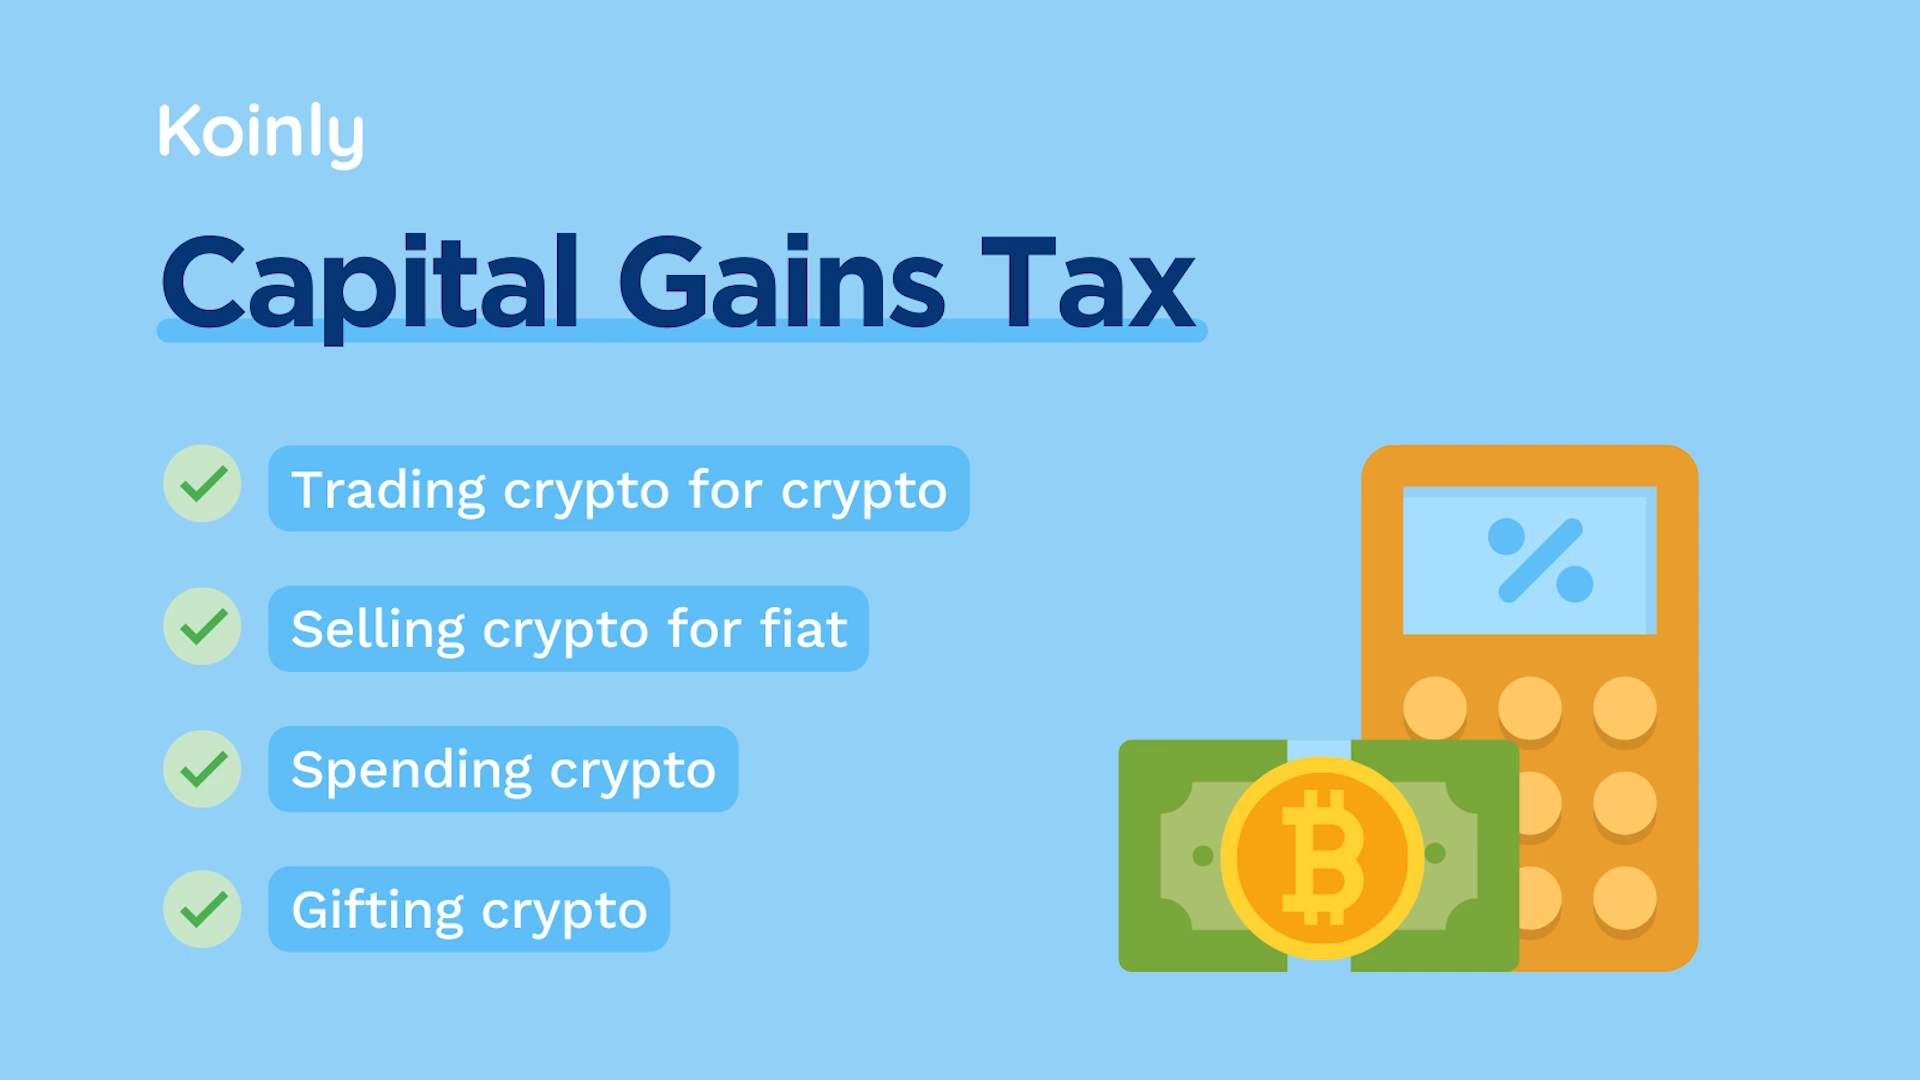 Koinly
Capital Gains Tax
Trading crypto for crypto
Selling crypto for fiat
Spending crypto
Gifting crypto
%